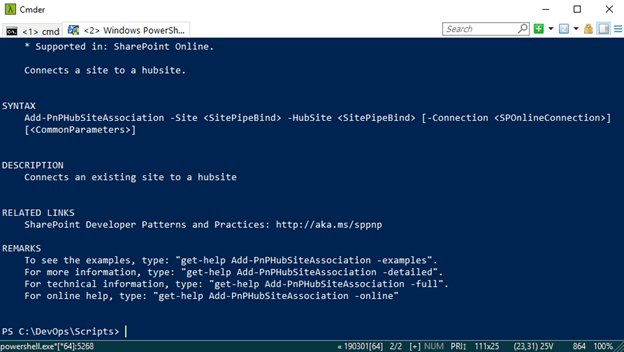 Cmder
<1> cmd
<2> Windows PowerSh...
Search
* Supported in: SharePoint Online.
Connects a site to a hubsite.
SYNTAX
Add-PnPHubSiteAssociation -Site <SitePipeBind> -HubSite <SitePipeBind> [-Connection <SPOnlineConnection>]
[<CommonParameters>]
DESCRIPTION
Connects an existing site to a hubsite
RELATED LINKS
SharePoint Developer Patterns and Practices: http://aka.ms/sppnp
REMARKS
To see the examples, type: "get-help Add-PnPHubSiteAssociation -examples".
For more information, type: "get-help Add-PnPHubSiteAssociation -detailed".
For technical information, type: "get-help Add-PnPHubSiteAssociation -full".
For online help, type: "get-help Add-PnPHubSiteAssociation -online"
PS C:\DevOps\Scripts>
powershell.exe*[*64]:5268 « 190301[64] 2/2 [+] NUM PRI↕ 111x25 (23,31) 25V 864 100%